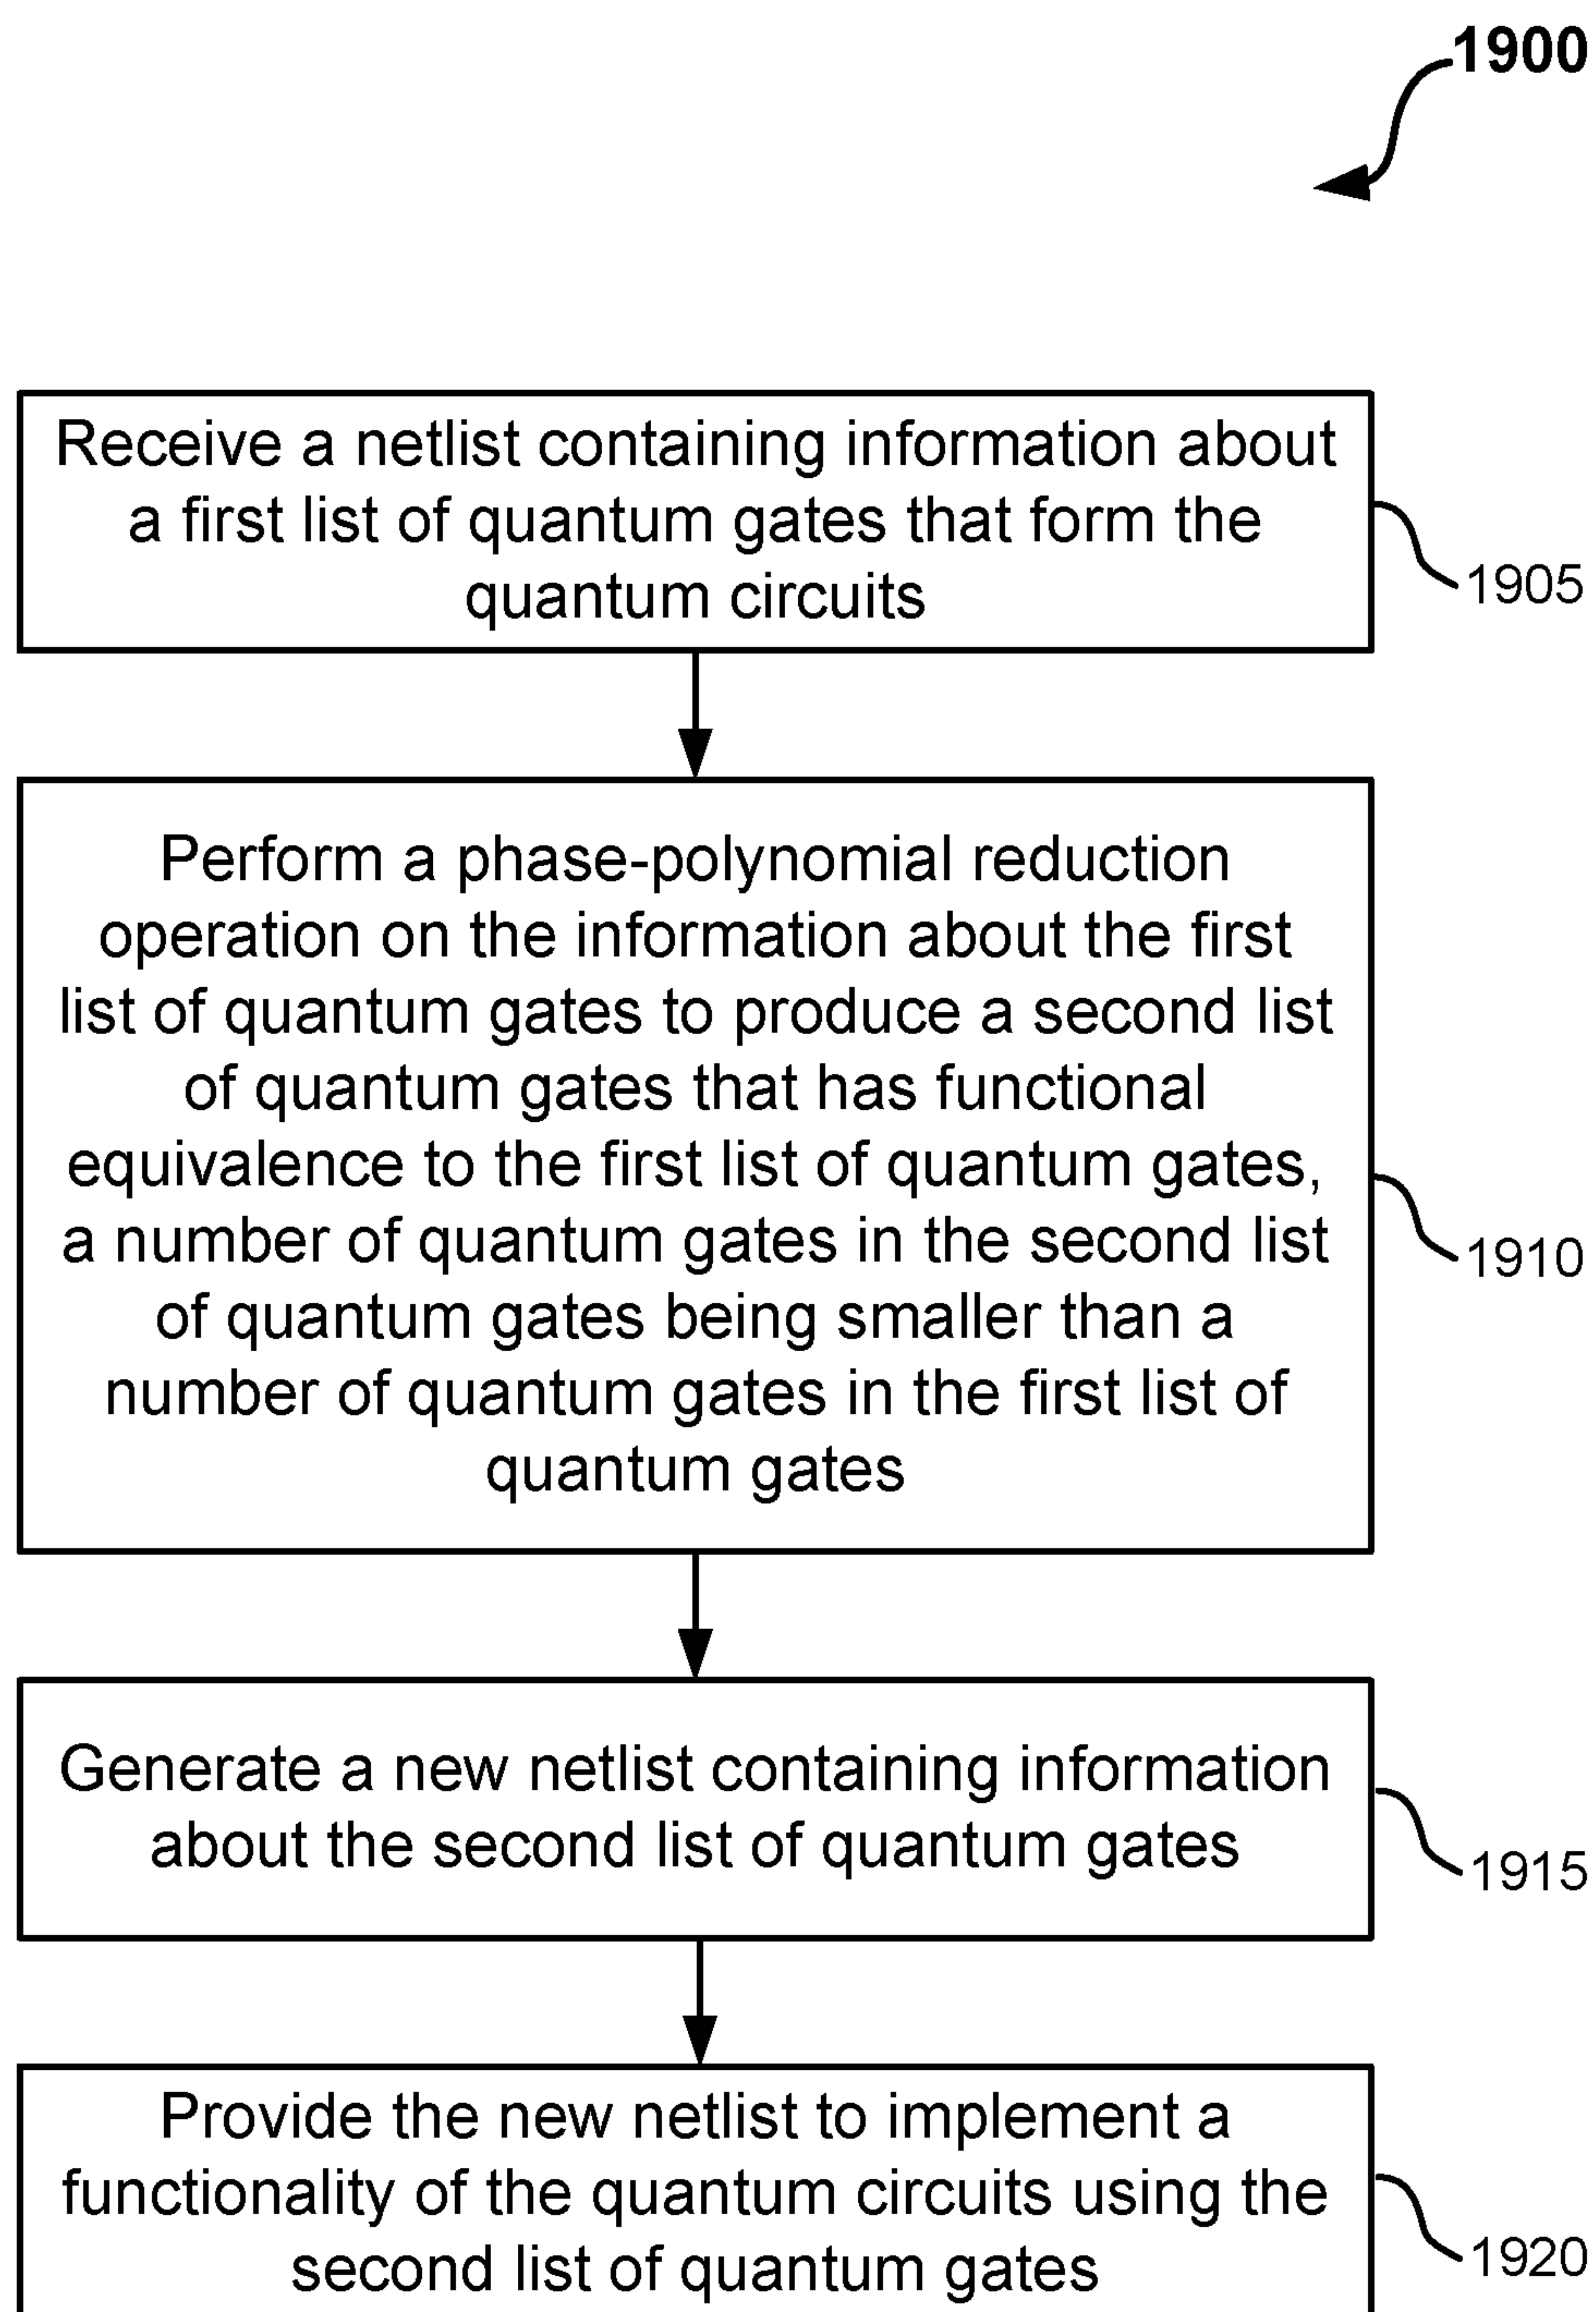 1900
Receive a netlist containing information about
a first list of quantum gates that form the
quantum circuits
1905
Perform a phase-polynomial reduction
operation on the information about the first
list of quantum gates to produce a second list
of quantum gates that has functional
equivalence to the first list of quantum gates,
a number of quantum gates in the second list
of quantum gates being smaller than a
number of quantum gates in the first list of
quantum gates
1910
Generate a new netlist containing information
about the second list of quantum gates
1915
Provide the new netlist to implement a
functionality of the quantum circuits using the
second list of quantum gates
1920